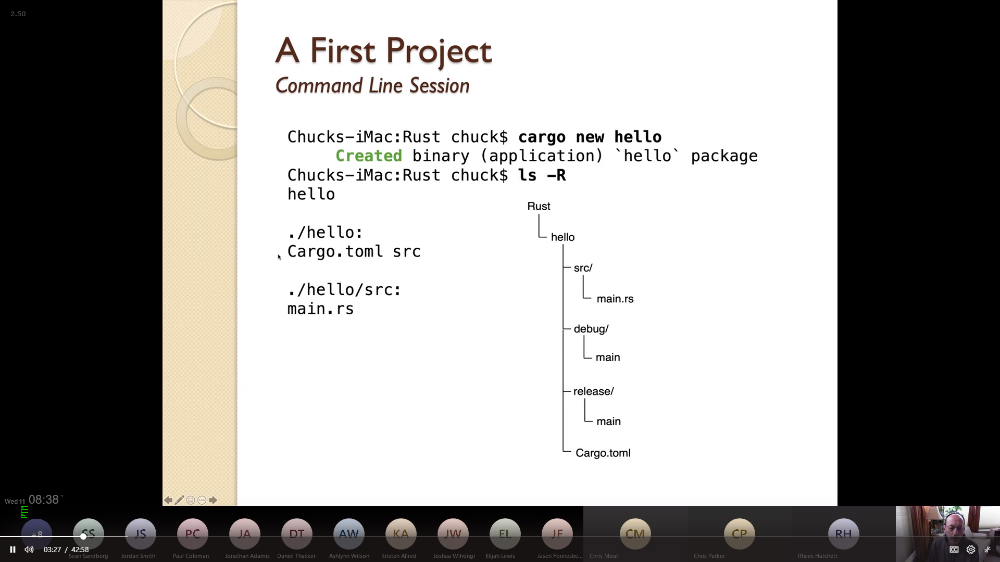 2.50
A First Project
Command Line Session
Chucks-iMac:Rust chuck$ cargo new hello
Created binary (application) `hello` package
Chucks-iMac:Rust chuck$ ls -R
hello
./hello:
Cargo.toml src
./hello/src:
main.rs
Rust
hello
src/
main.rs
debug/
main
release/
main
Cargo.toml
Wed 11 08:38
+8 SS JS PC JA DT AW KA JW EL JF CM CP RH
03:27 / 42:58
CC
Sean Sandberg Jordan Smith Paul Coleman Jonathan Adamic Daniel Thacker Ashlynn Wilson Kristen Allred Joshua Wihongi Elijah Lewis Jasen Fonnesbe... Chris Moat Chris Parker Rhees Hatchett